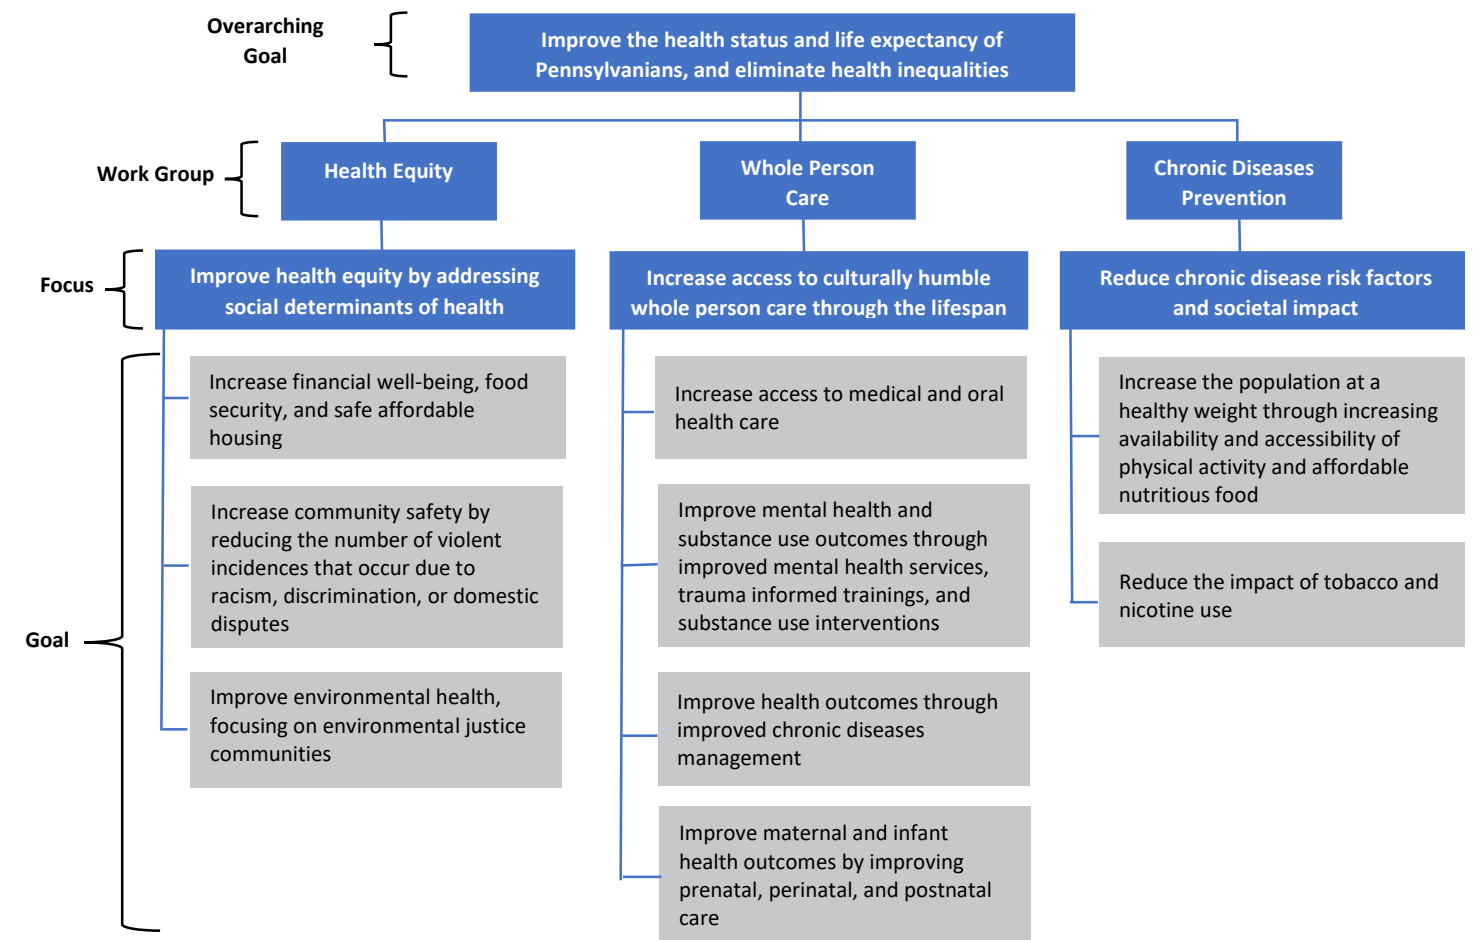 Overarching
Goal
Improve the health status and life expectancy of
Pennsylvanians, and eliminate health inequalities
Work Group
Health Equity
Whole Person
Care
Chronic Diseases
Prevention
Focus
Improve health equity by addressing
social determinants of health
Increase access to culturally humble
whole person care through the lifespan
Reduce chronic disease risk factors
and societal impact
Goal
Increase financial well-being, food
security, and safe affordable
housing
Increase community safety by
reducing the number of violent
incidences that occur due to
racism, discrimination, or domestic
disputes
Improve environmental health,
focusing on environmental justice
communities
Increase access to medical and oral
health care
Improve mental health and
substance use outcomes through
improved mental health services,
trauma informed trainings, and
substance use interventions
Improve health outcomes through
improved chronic diseases
management
Improve maternal and infant
health outcomes by improving
prenatal, perinatal, and postnatal
care
Increase the population at a
healthy weight through increasing
availability and accessibility of
physical activity and affordable
nutritious food
Reduce the impact of tobacco and
nicotine use